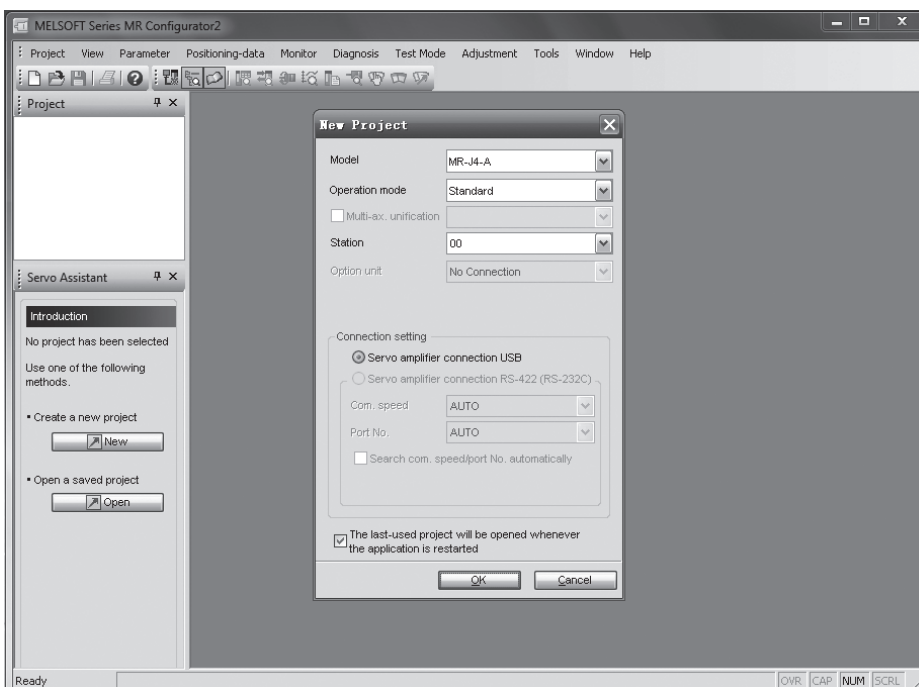 MELSOFT Series MR Configurator2
Project View Parameter Positioning-data Monitor Diagnosis Test Mode Adjustment Tools Window Help
Project
New Project
Model MR-J4-A
Operation mode Standard
Multi-ax. unification
Station 00
Option unit No Connection
Servo Assistant
Introduction
No project has been selected
Use one of the following
methods.
• Create a new project
New
• Open a saved project
Open
Connection setting
Servo amplifier connection USB
Servo amplifier connection RS-422 (RS-232C)
Com. speed AUTO
Port No. AUTO
Search com. speed/port No. automatically
The last-used project will be opened whenever
the application is restarted
OK Cancel
Ready OVR CAP NUM SCRL